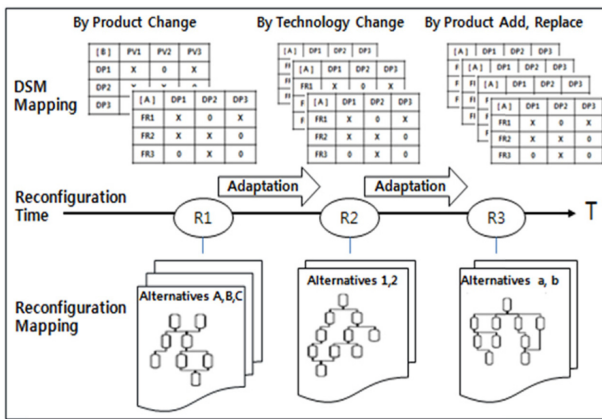 By Product Change By Technology Change By Product Add, Replace
DSM
Mapping
[ B ] PV1 PV2 PV3
DP1 X 0 X
DP2
DP3
[ A ] DP1 DP2 DP3
FR1 X 0 X
FR2 X X 0
FR3 0 X 0
[ A ] DP1 DP2 DP3
[ A ] DP1 DP2 DP3
FR1 X 0 X
[ A ] DP1 DP2 DP3
FR1 X 0 X
FR2 X X 0
FR3 0 X 0
[ A ] DP1 DP2 DP3
[ A ] DP1 DP2 DP3
[ A ] DP1 DP2 DP3
[ A ] DP1 DP2 DP3
FR1 X 0 X
FR2 X X 0
FR3 0 X 0
Reconfiguration
Time
Adaptation Adaptation
R1 R2 R3 T
Reconfiguration
Mapping
Alternatives A,B,C
Alternatives 1,2
Alternatives a, b